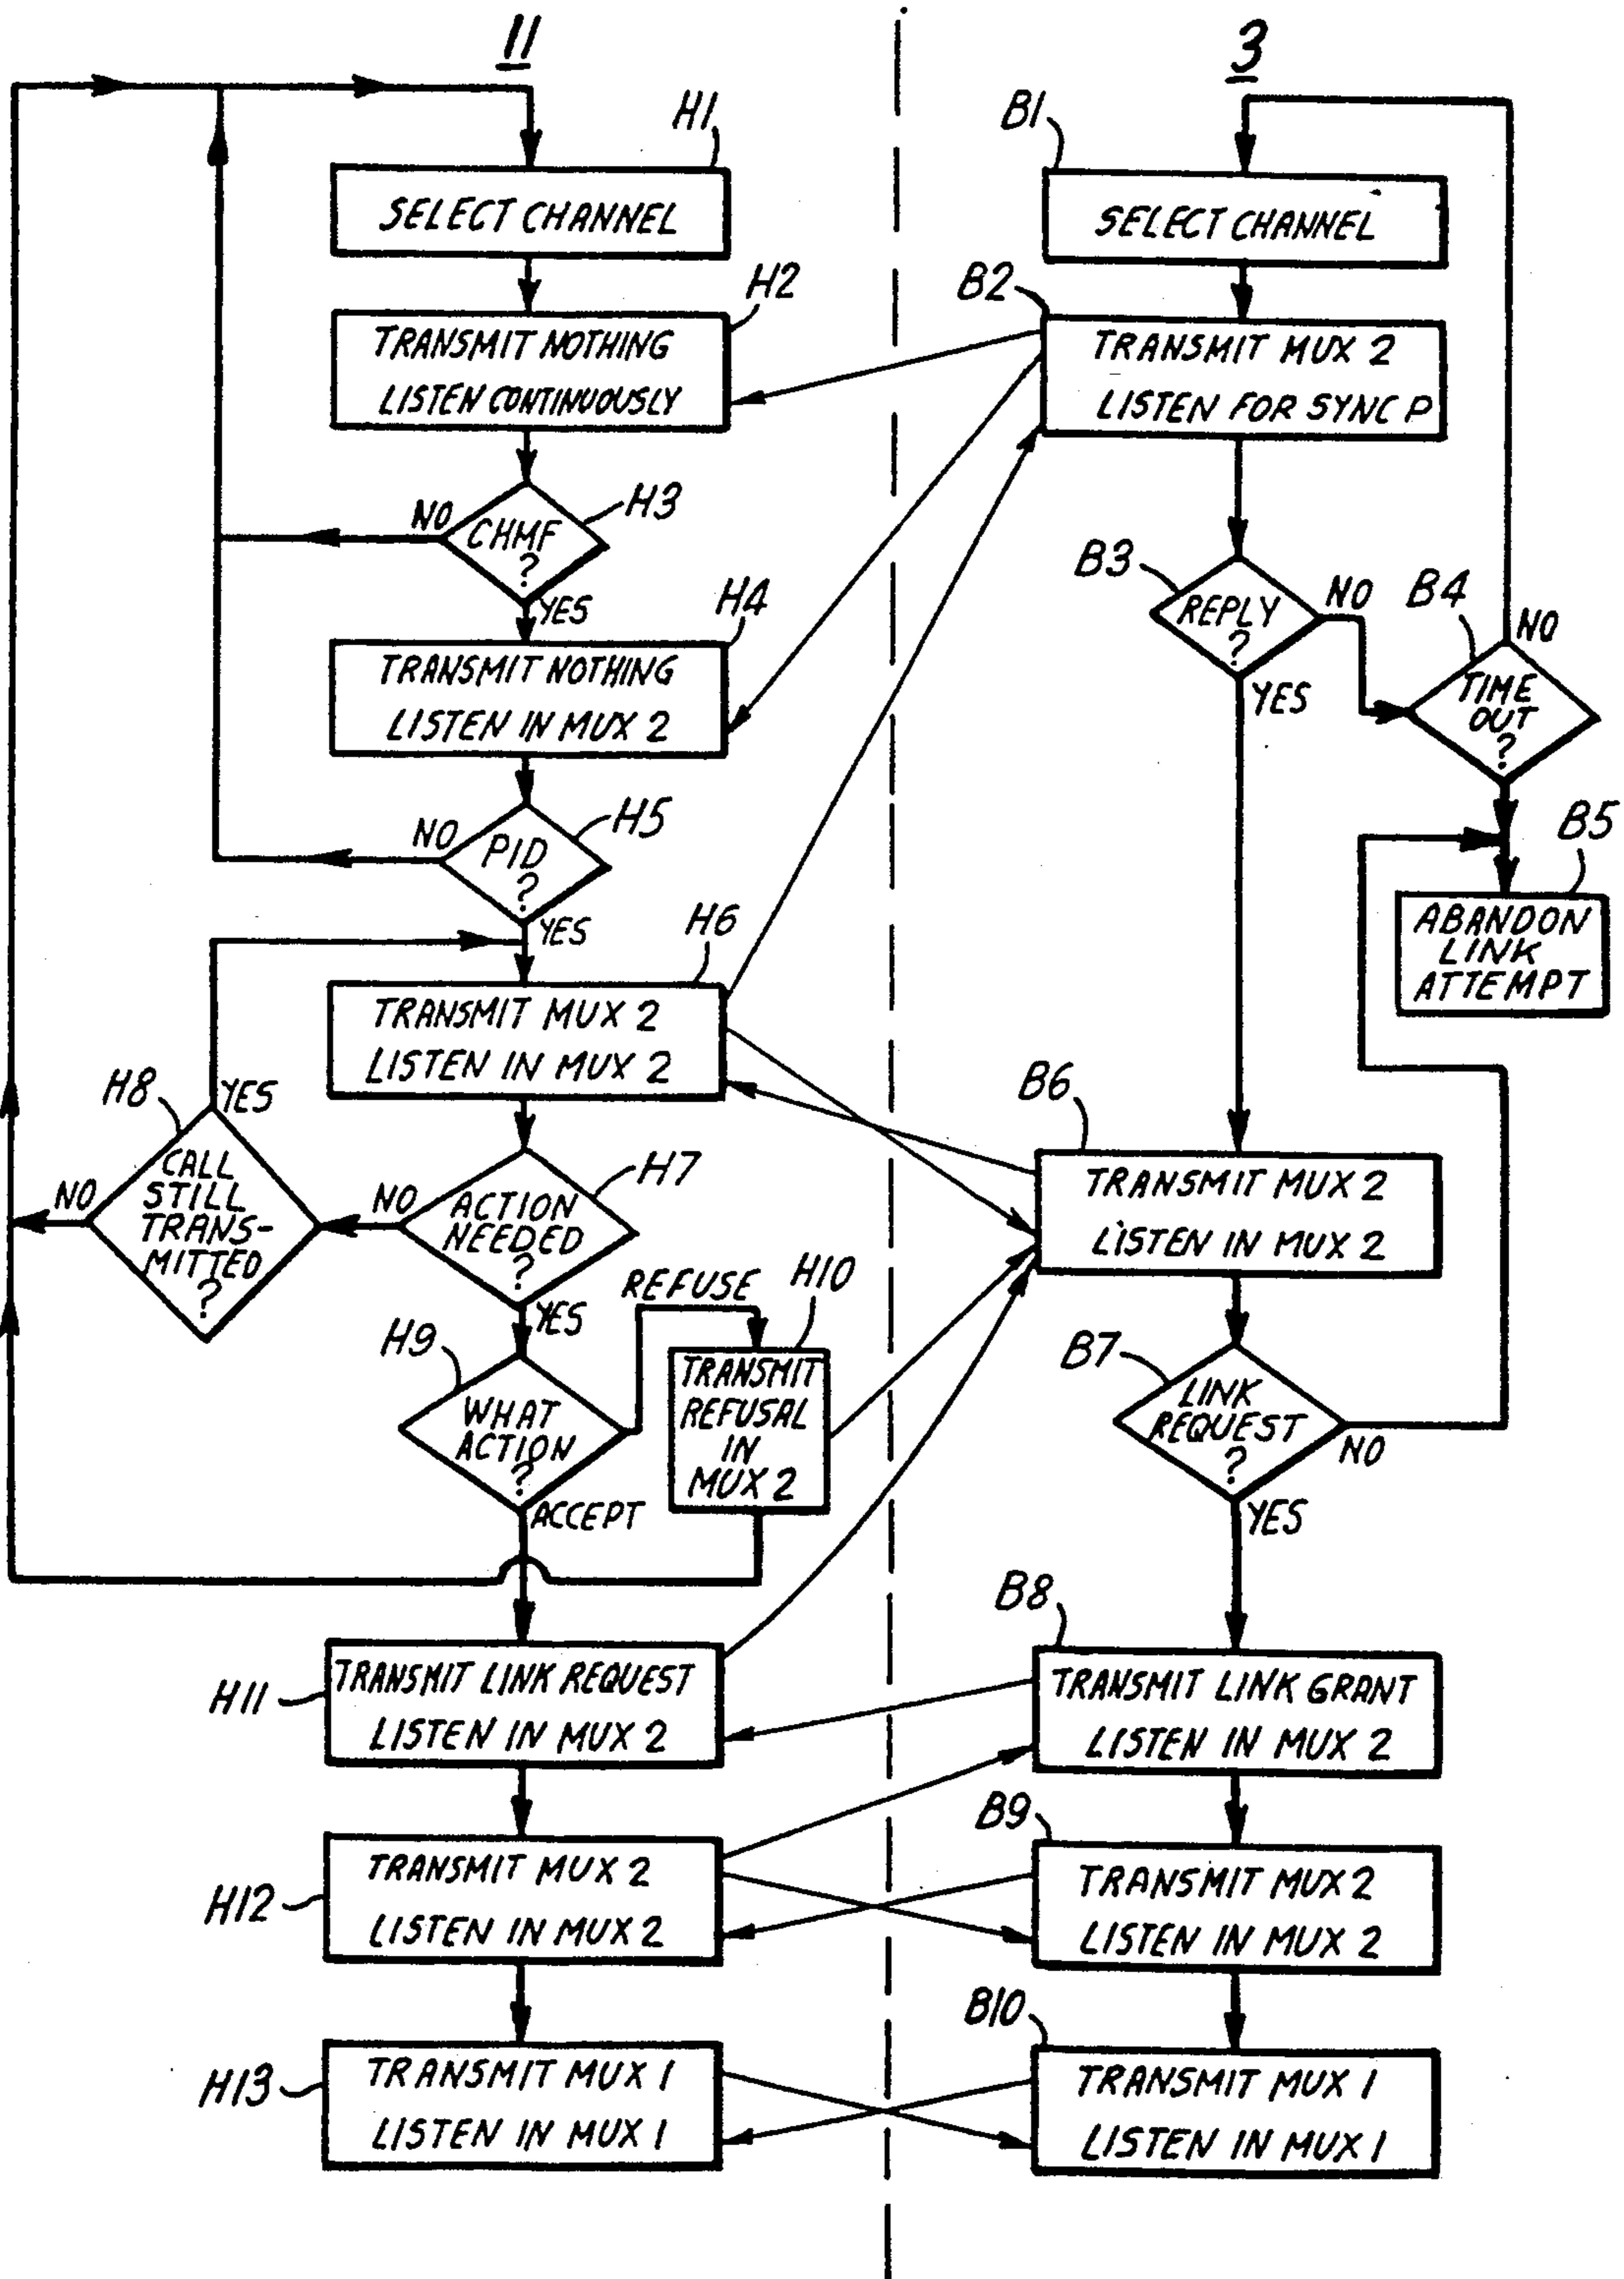 11
H1
SELECT CHANNEL
H2
TRANSMIT NOTHING
LISTEN CONTINUOUSLY
NO
CHMF
?
H3
YES
H4
TRANSMIT NOTHING
LISTEN IN MUX 2
NO
PID
?
H5
YES
H6
TRANSMIT MUX 2
LISTEN IN MUX 2
H8
YES
CALL
STILL
TRANS-
MITTED
?
NO
NO
ACTION
NEEDED
?
H7
YES
H9
WHAT
ACTION
?
REFUSE
H10
TRANSMIT
REFUSAL
IN
MUX 2
ACCEPT
H11
TRANSMIT LINK REQUEST
LISTEN IN MUX 2
H12
TRANSMIT MUX 2
LISTEN IN MUX 2
H13
TRANSMIT MUX 1
LISTEN IN MUX 1
3
B1
SELECT CHANNEL
B2
TRANSMIT MUX 2
LISTEN FOR SYNC P
B3
REPLY
?
NO
YES
B4
NO
TIME
OUT
?
B5
ABANDON
LINK
ATTEMPT
B6
TRANSMIT MUX 2
LISTEN IN MUX 2
B7
LINK
REQUEST
?
NO
YES
B8
TRANSMIT LINK GRANT
LISTEN IN MUX 2
B9
TRANSMIT MUX 2
LISTEN IN MUX 2
B10
TRANSMIT MUX 1
LISTEN IN MUX 1